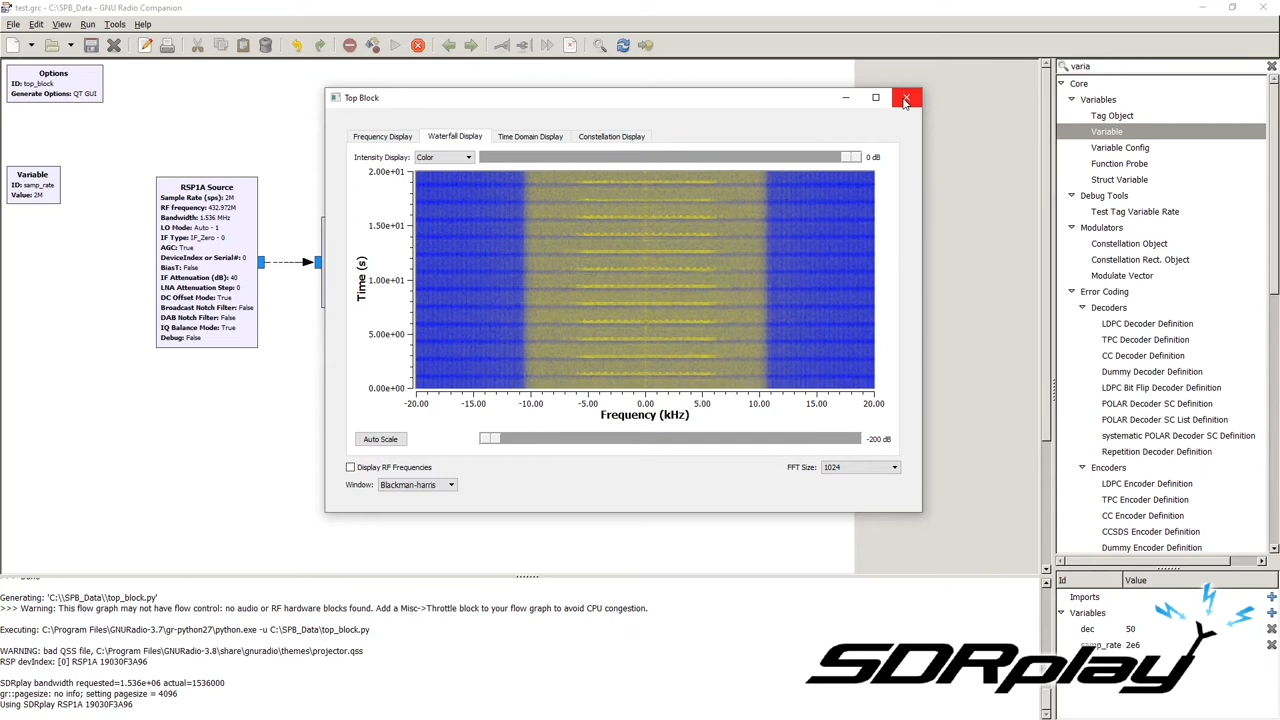 test.grc - C:\SPB_Data - GNU Radio Companion
File Edit View Run Tools Help
Options
ID: top_block
Generate Options: QT GUI
Variable
ID: samp_rate
Value: 2M
RSP1A Source
Sample Rate (sps): 2M
RF frequency: 432.972M
Bandwidth: 1.536 MHz
LO Mode: Auto - 1
IF Type: IF_Zero - 0
AGC: True
DeviceIndex or Serial#: 0
BiasT: False
IF Attenuation (dB): 40
LNA Attenuation Step: 0
DC Offset Mode: True
Broadcast Notch Filter: False
DAB Notch Filter: False
IQ Balance Mode: True
Debug: False
Top Block
Frequency Display Waterfall Display Time Domain Display Constellation Display
Intensity Display: Color 0 dB
2.00e+01
1.50e+01
1.00e+01
5.00e+00
0.00e+00
Time (s)
-20.00 -15.00 -10.00 -5.00 0.00 5.00 10.00 15.00 20.00
Frequency (kHz)
Auto Scale -200 dB
Display RF Frequencies FFT Size: 1024
Window: Blackman-harris
varia
Core
Variables
Tag Object
Variable
Variable Config
Function Probe
Struct Variable
Debug Tools
Test Tag Variable Rate
Modulators
Constellation Object
Constellation Rect. Object
Modulate Vector
Error Coding
Decoders
LDPC Decoder Definition
TPC Decoder Definition
CC Decoder Definition
Dummy Decoder Definition
LDPC Bit Flip Decoder Definition
POLAR Decoder SC Definition
POLAR Decoder SC List Definition
systematic POLAR Decoder SC Definition
Repetition Decoder Definition
Encoders
LDPC Encoder Definition
TPC Encoder Definition
CC Encoder Definition
CCSDS Encoder Definition
Dummy Encoder Definition
Id Value
Imports
Variables
dec 50
samp_rate 2e6
>>> Done
Generating: 'C:\\SPB_Data\\top_block.py'
>>> Warning: This flow graph may not have flow control: no audio or RF hardware blocks found. Add a Misc->Throttle block to your flow graph to avoid CPU congestion.
Executing: C:\Program Files\GNURadio-3.7\gr-python27\python.exe -u C:\SPB_Data\top_block.py
WARNING: bad QSS file, C:\Program Files\GNURadio-3.8\share\gnuradio\themes\projector.qss
RSP devIndex: [0] RSP1A 19030F3A96
SDRplay bandwidth requested=1.536e+06 actual=1536000
gr::pagesize: no info; setting pagesize = 4096
Using SDRplay RSP1A 19030F3A96
SDRplay